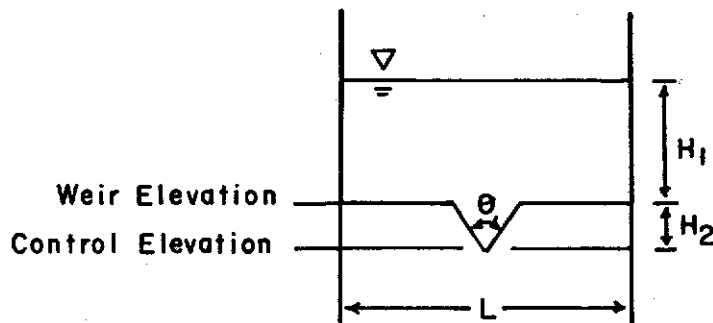 H₁
Weir Elevation
θ
H₂
Control Elevation
L